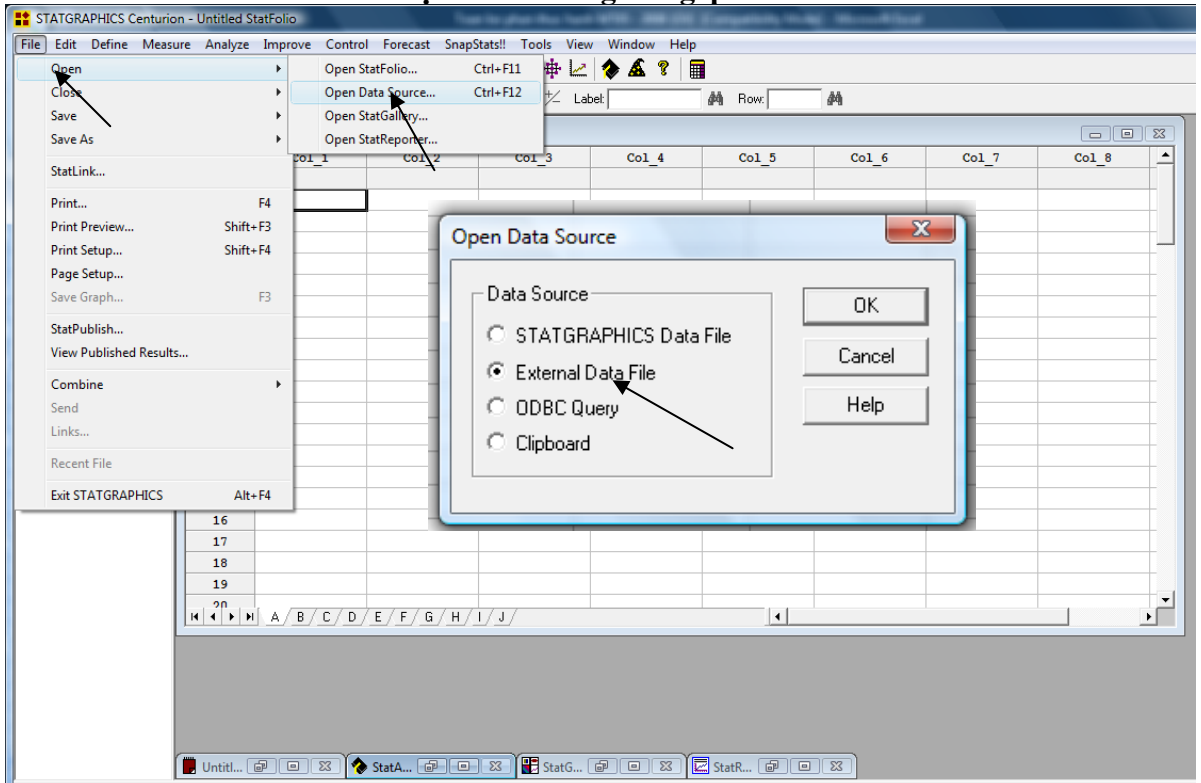 STATGRAPHICS Centurion - Untitled StatFolio
File Edit Define Measure Analyze Improve Control Forecast SnapStats!! Tools View Window Help
Open
Close
Save
Save As
StatLink...
Print... F4
Print Preview... Shift+F3
Print Setup... Shift+F4
Page Setup...
Save Graph... F3
StatPublish...
View Published Results...
Combine
Send
Links...
Recent File
Exit STATGRAPHICS Alt+F4
Open StatFolio... Ctrl+F11
Open Data Source... Ctrl+F12
Open StatGallery...
Open StatReporter...
Label: Row:
Col_1 Col_2 Col_3 Col_4 Col_5 Col_6 Col_7 Col_8
Open Data Source
Data Source
STATGRAPHICS Data File
External Data File
ODBC Query
Clipboard
OK
Cancel
Help
16
17
18
19
20
A B C D E F G H I J
Untitl... StatA... StatG... StatR...